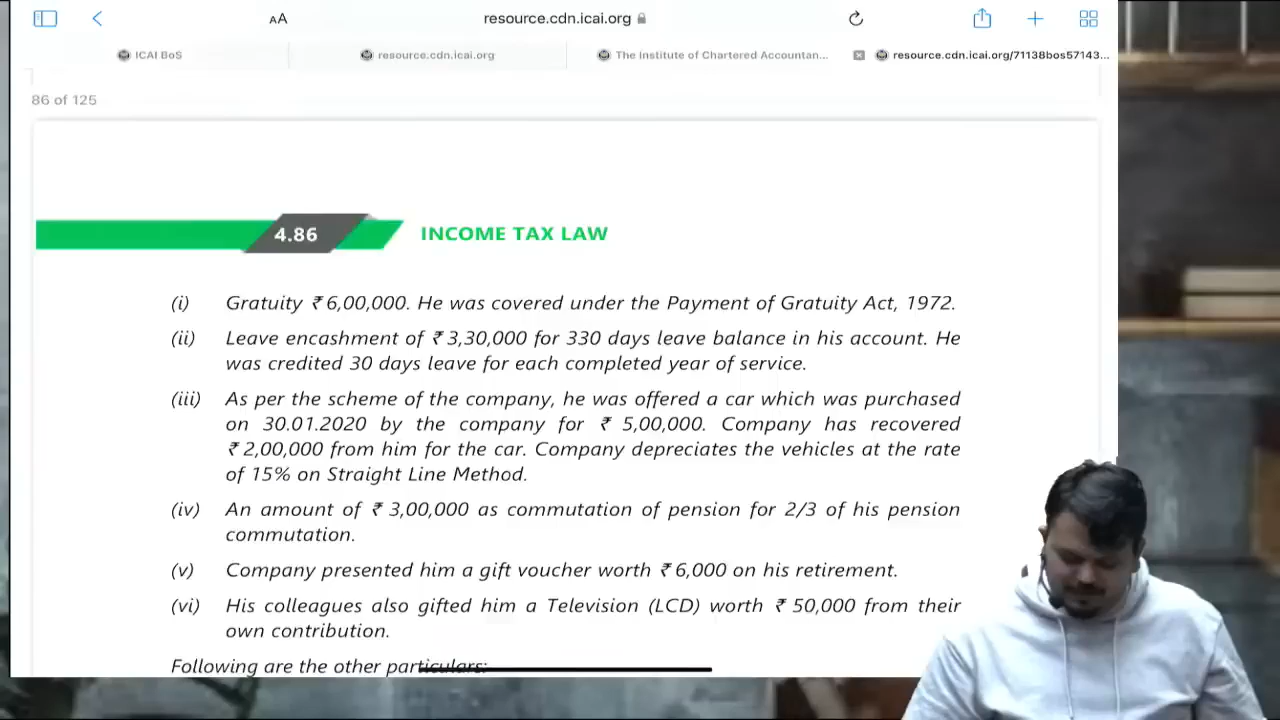 AA
resource.cdn.icai.org
ICAI BoS
resource.cdn.icai.org
The Institute of Chartered Accountan...
resource.cdn.icai.org/71138bos57143...
86 of 125
4.86
INCOME TAX LAW
(i) Gratuity ₹ 6,00,000. He was covered under the Payment of Gratuity Act, 1972.
(ii) Leave encashment of ₹ 3,30,000 for 330 days leave balance in his account. He
was credited 30 days leave for each completed year of service.
(iii) As per the scheme of the company, he was offered a car which was purchased
on 30.01.2020 by the company for ₹ 5,00,000. Company has recovered
₹ 2,00,000 from him for the car. Company depreciates the vehicles at the rate
of 15% on Straight Line Method.
(iv) An amount of ₹ 3,00,000 as commutation of pension for 2/3 of his pension
commutation.
(v) Company presented him a gift voucher worth ₹ 6,000 on his retirement.
(vi) His colleagues also gifted him a Television (LCD) worth ₹ 50,000 from their
own contribution.
Following are the other particulars: